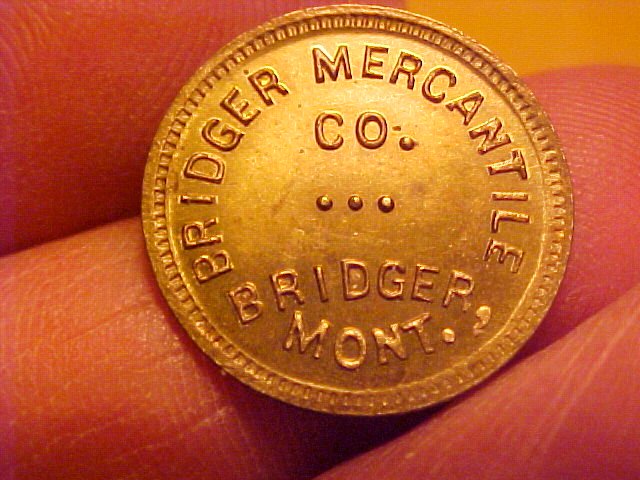 BRIDGER MERCANTILE
CO.
...
BRIDGER,
MONT.